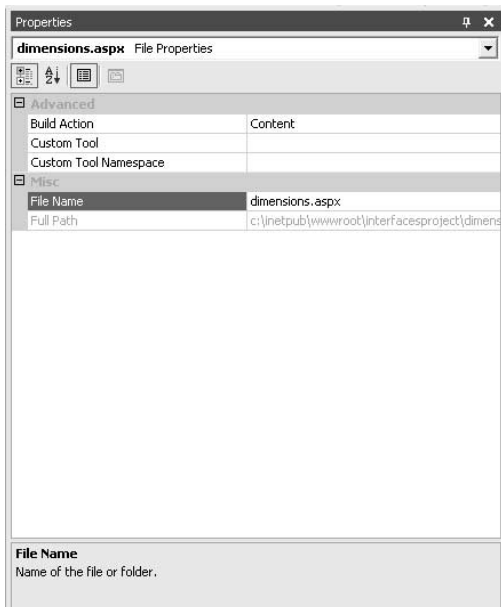 Properties
dimensions.aspx File Properties
Advanced
Build Action Content
Custom Tool
Custom Tool Namespace
Misc
File Name dimensions.aspx
Full Path c:\inetpub\wwwroot\interfacesproject\dimens
File Name
Name of the file or folder.